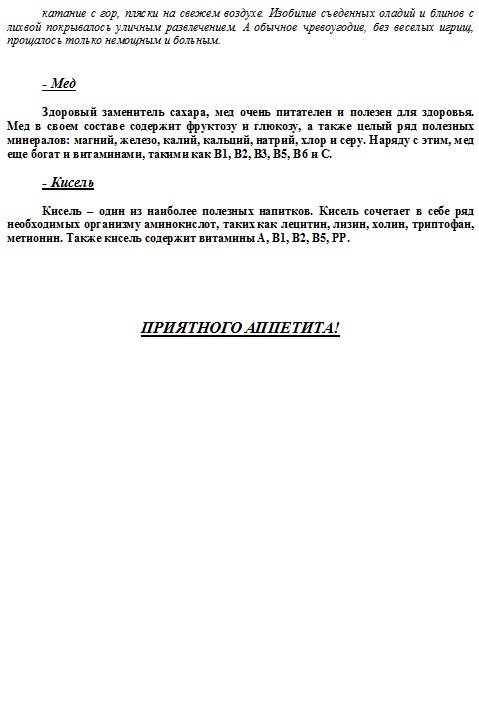 катание с гор, пляски на свежем воздухе. Изобилие съеденных оладий и блинов с
лихвой покрывалось уличным развлечением. А обычное чревоугодие, без веселых игрищ,
прощалось только немощным и больным.
- Мед
Здоровый заменитель сахара, мед очень питателен и полезен для здоровья.
Мед в своем составе содержит фруктозу и глюкозу, а также целый ряд полезных
минералов: магний, железо, калий, кальций, натрий, хлор и серу. Наряду с этим, мед
еще богат и витаминами, такими как В1, В2, В3, В5, В6 и С.
- Кисель
Кисель – один из наиболее полезных напитков. Кисель сочетает в себе ряд
необходимых организму аминокислот, таких как лецитин, лизин, холин, триптофан,
метионин. Также кисель содержит витамины А, В1, В2, В5, РР.
ПРИЯТНОГО АППЕТИТА!